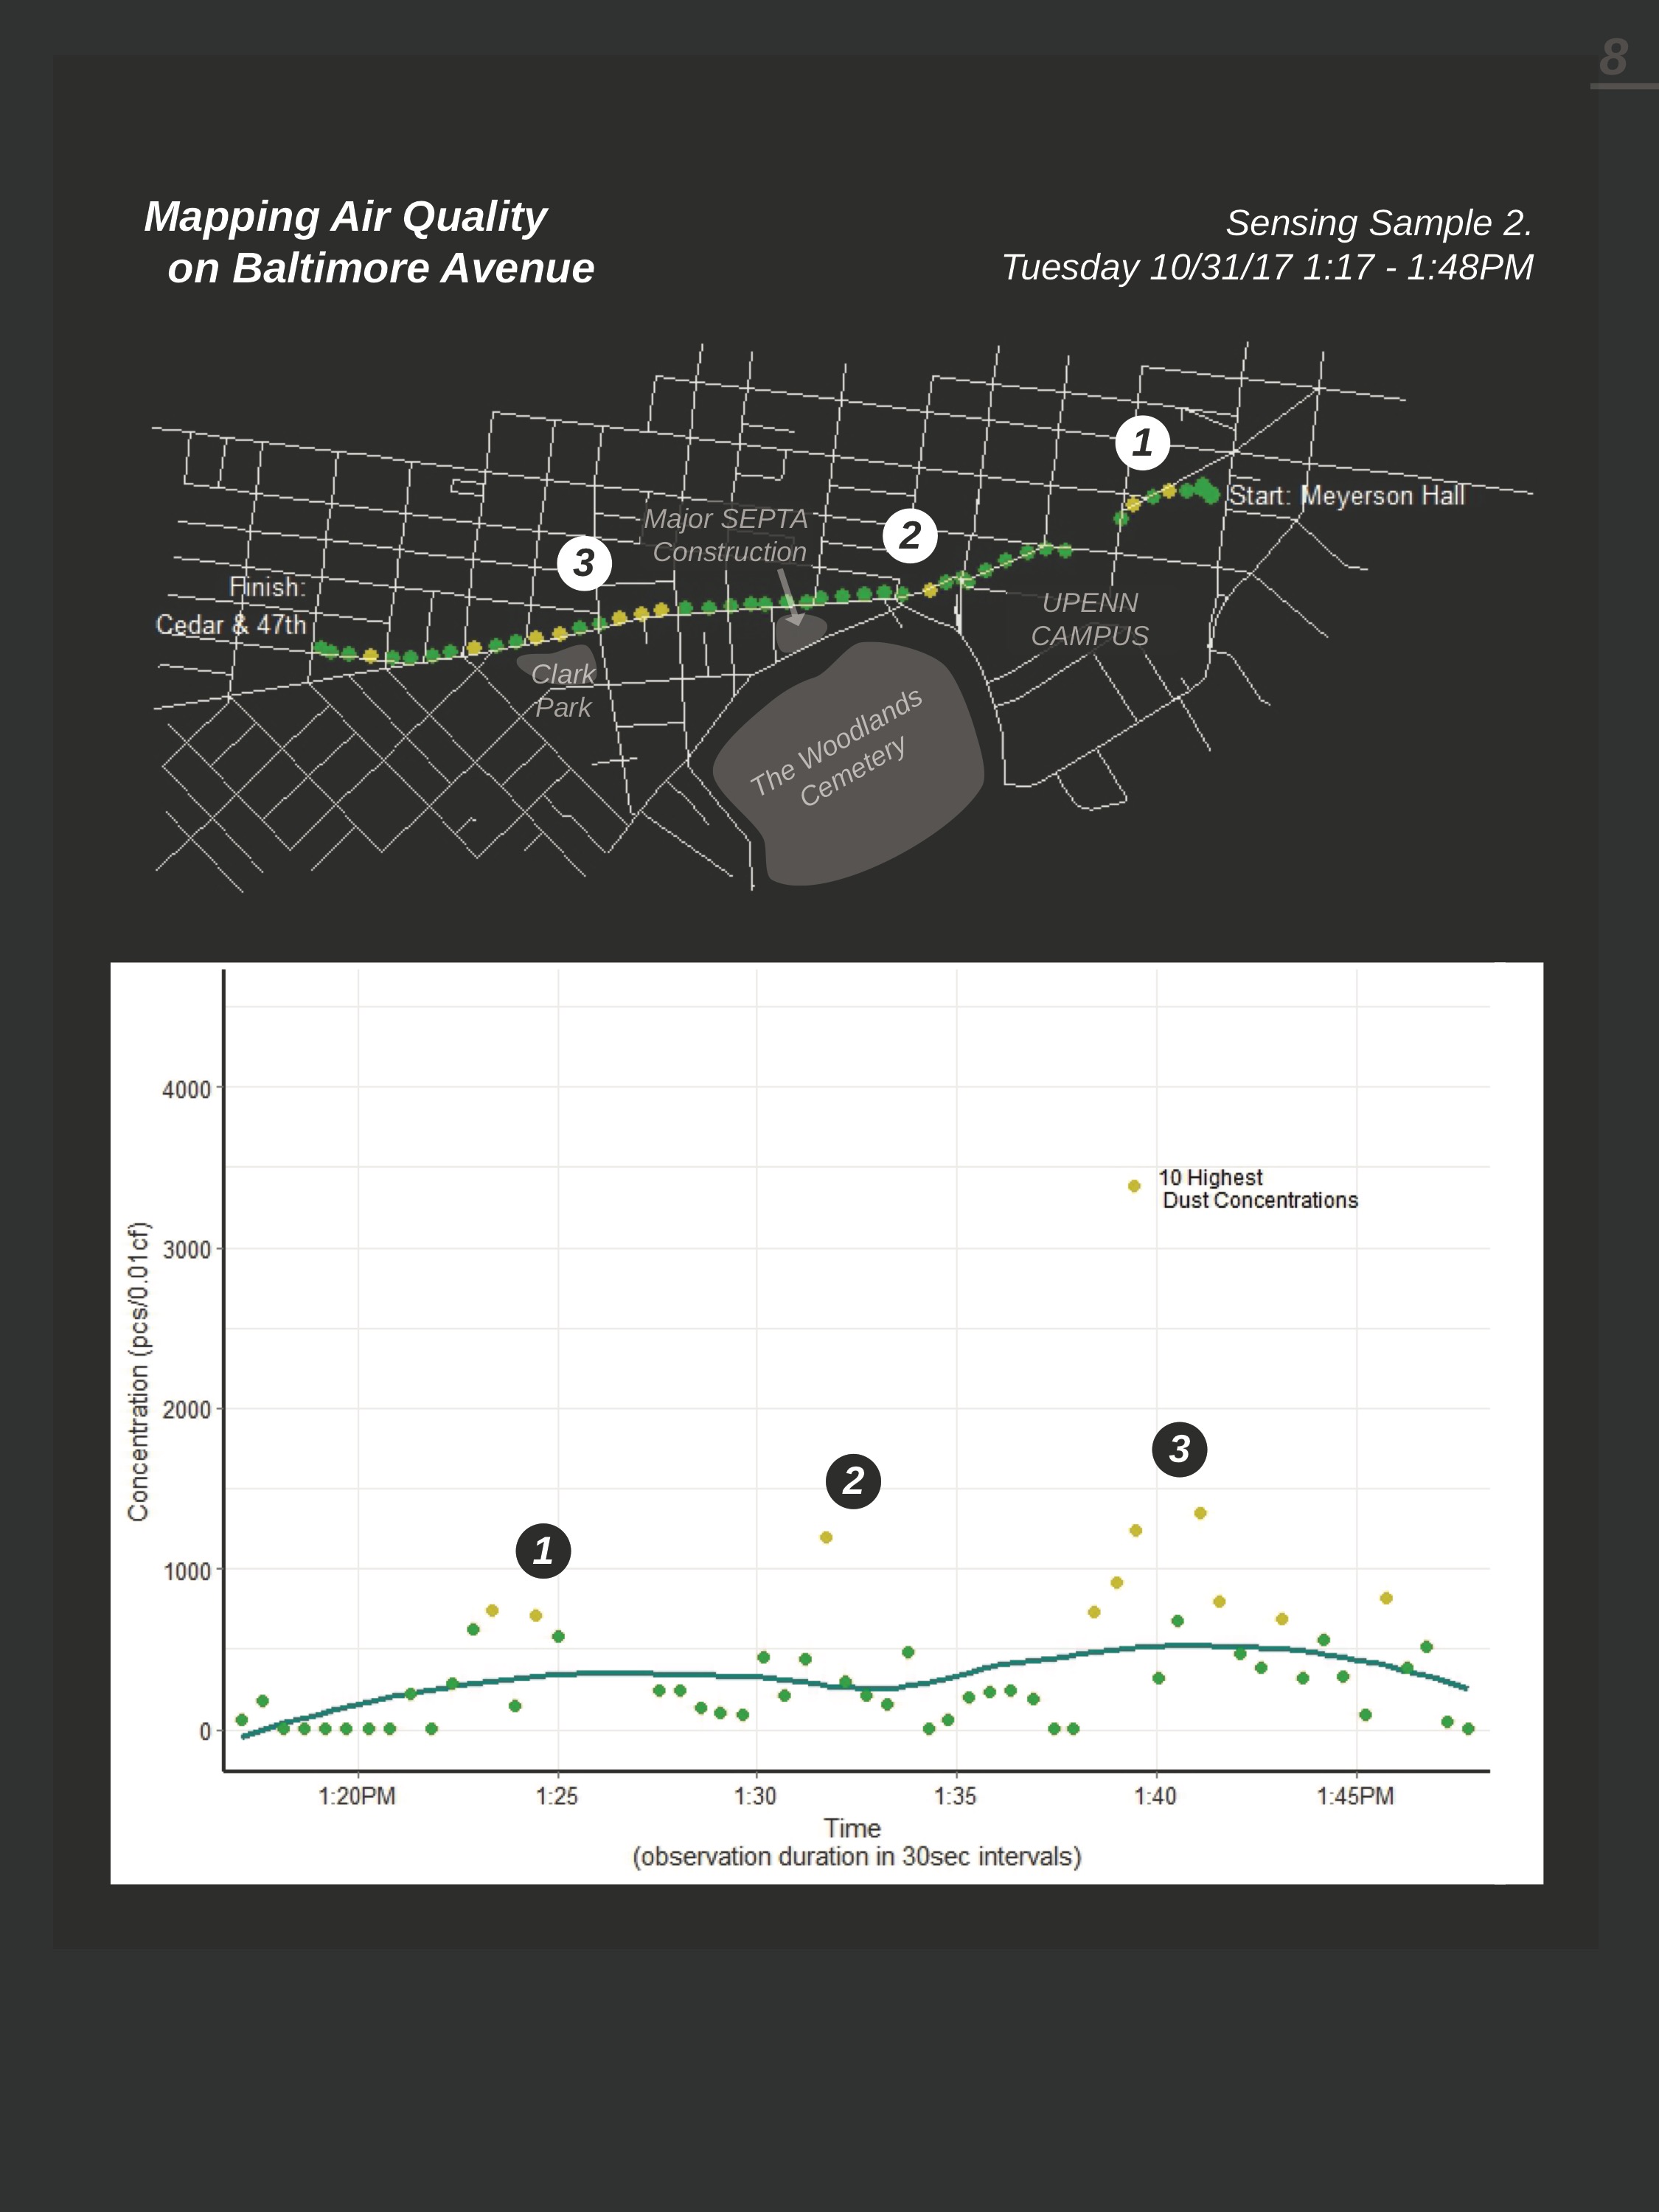 8
Mapping Air Quality
on Baltimore Avenue
Sensing Sample 2.
Tuesday 10/31/17 1:17 - 1:48PM
1
Start: Meyerson Hall
Major SEPTA
Construction
2
3
Finish:
Cedar & 47th
UPENN
CAMPUS
Clark
Park
The Woodlands
Cemetery
Concentration (pcs/0.01cf)
4000
3000
2000
1000
0
10 Highest
Dust Concentrations
3
2
1
1:20PM
1:25
1:30
1:35
1:40
1:45PM
Time
(observation duration in 30sec intervals)